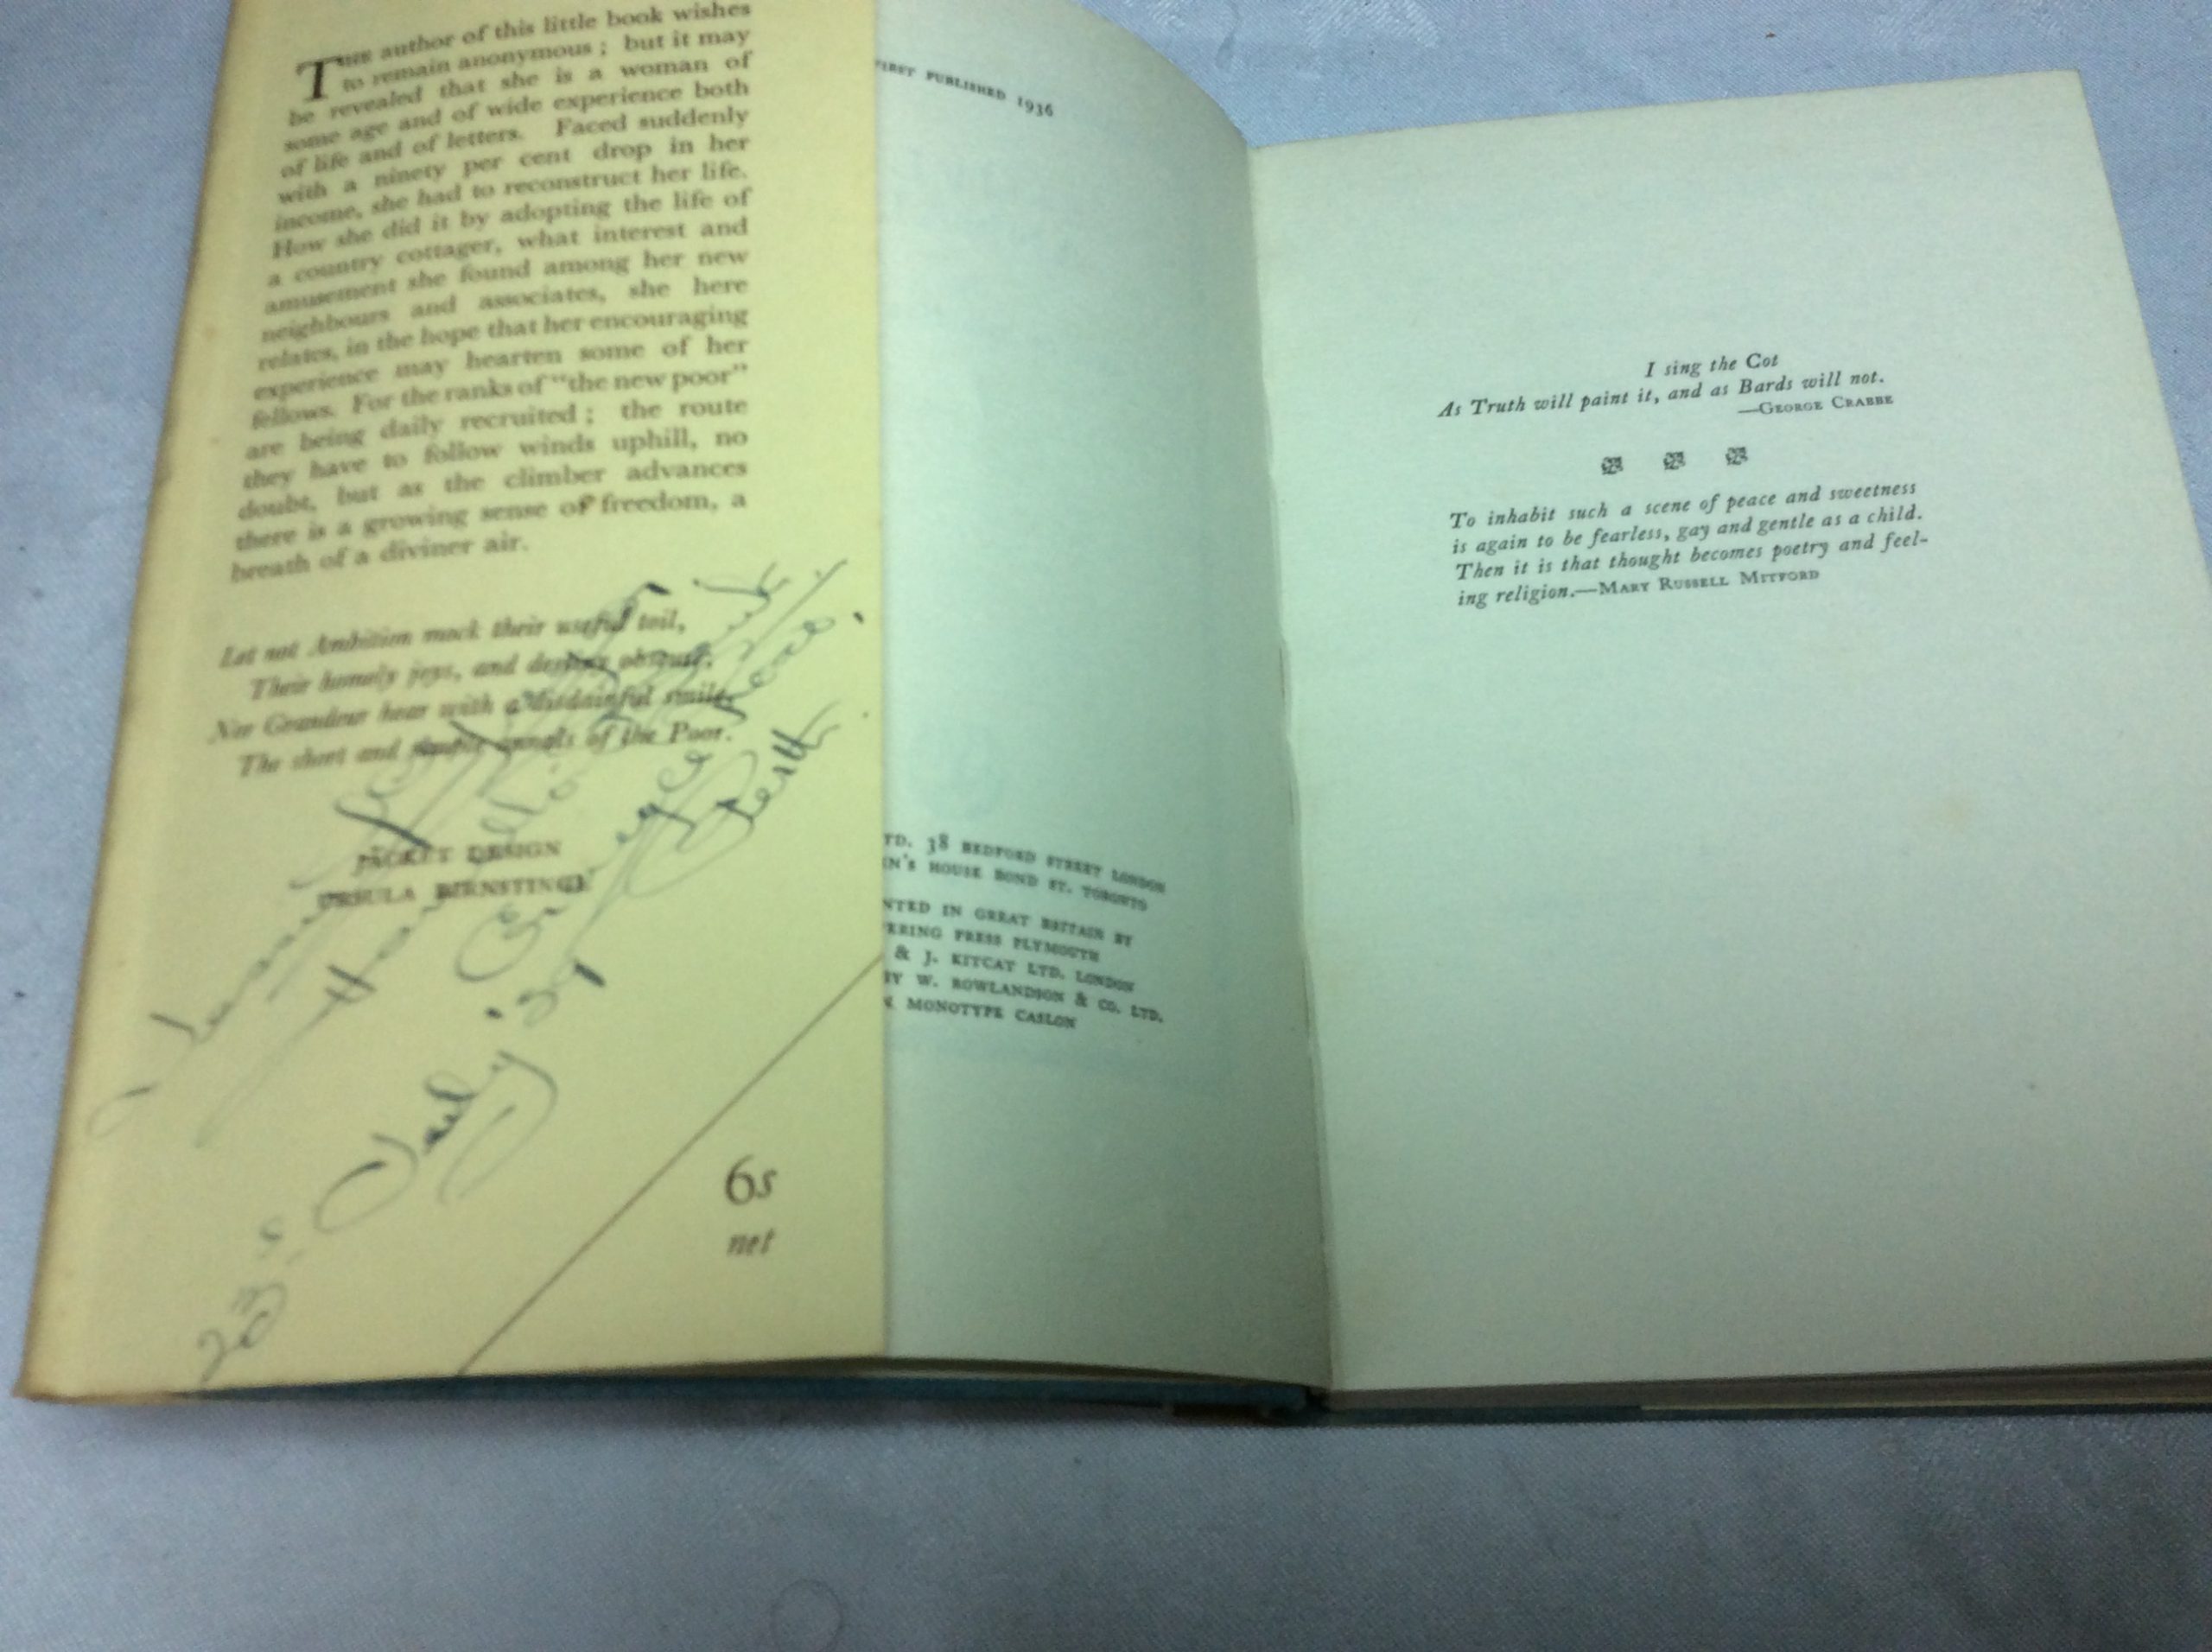 THE author of this little book wishes
to remain anonymous; but it may
be revealed that she is a woman of
some age and of wide experience both
of life and of letters. Faced suddenly
with a ninety per cent drop in her
income, she had to reconstruct her life.
How she did it by adopting the life of
a country cottager, what interest and
amusement she found among her new
neighbours and associates, she here
relates, in the hope that her encouraging
experience may hearten some of her
fellows. For the ranks of "the new poor"
are being daily recruited; the route
they have to follow winds uphill, no
doubt, but as the climber advances
there is a growing sense of freedom, a
breath of a diviner air.
Let not Ambition mock their useful toil,
Their homely joys, and destiny obscure;
Nor Grandeur hear with a disdainful smile,
The short and simple annals of the Poor.
JACKET DESIGN
URSULA BIENSTINGL
Perth
July '39
6s
net
FIRST PUBLISHED 1936
TD. 38 BEDFORD STREET LONDON
N'S HOUSE BOND ST. TORONTO
NTED IN GREAT BRITAIN BY
ERING PRESS PLYMOUTH
& J. KITCAT LTD. LONDON
BY W. ROWLANDSON & CO. LTD.
N. MONOTYPE CASLON
I sing the Cot
As Truth will paint it, and as Bards will not.
—GEORGE CRABBE
To inhabit such a scene of peace and sweetness
is again to be fearless, gay and gentle as a child.
Then it is that thought becomes poetry and feel-
ing religion.—MARY RUSSELL MITFORD